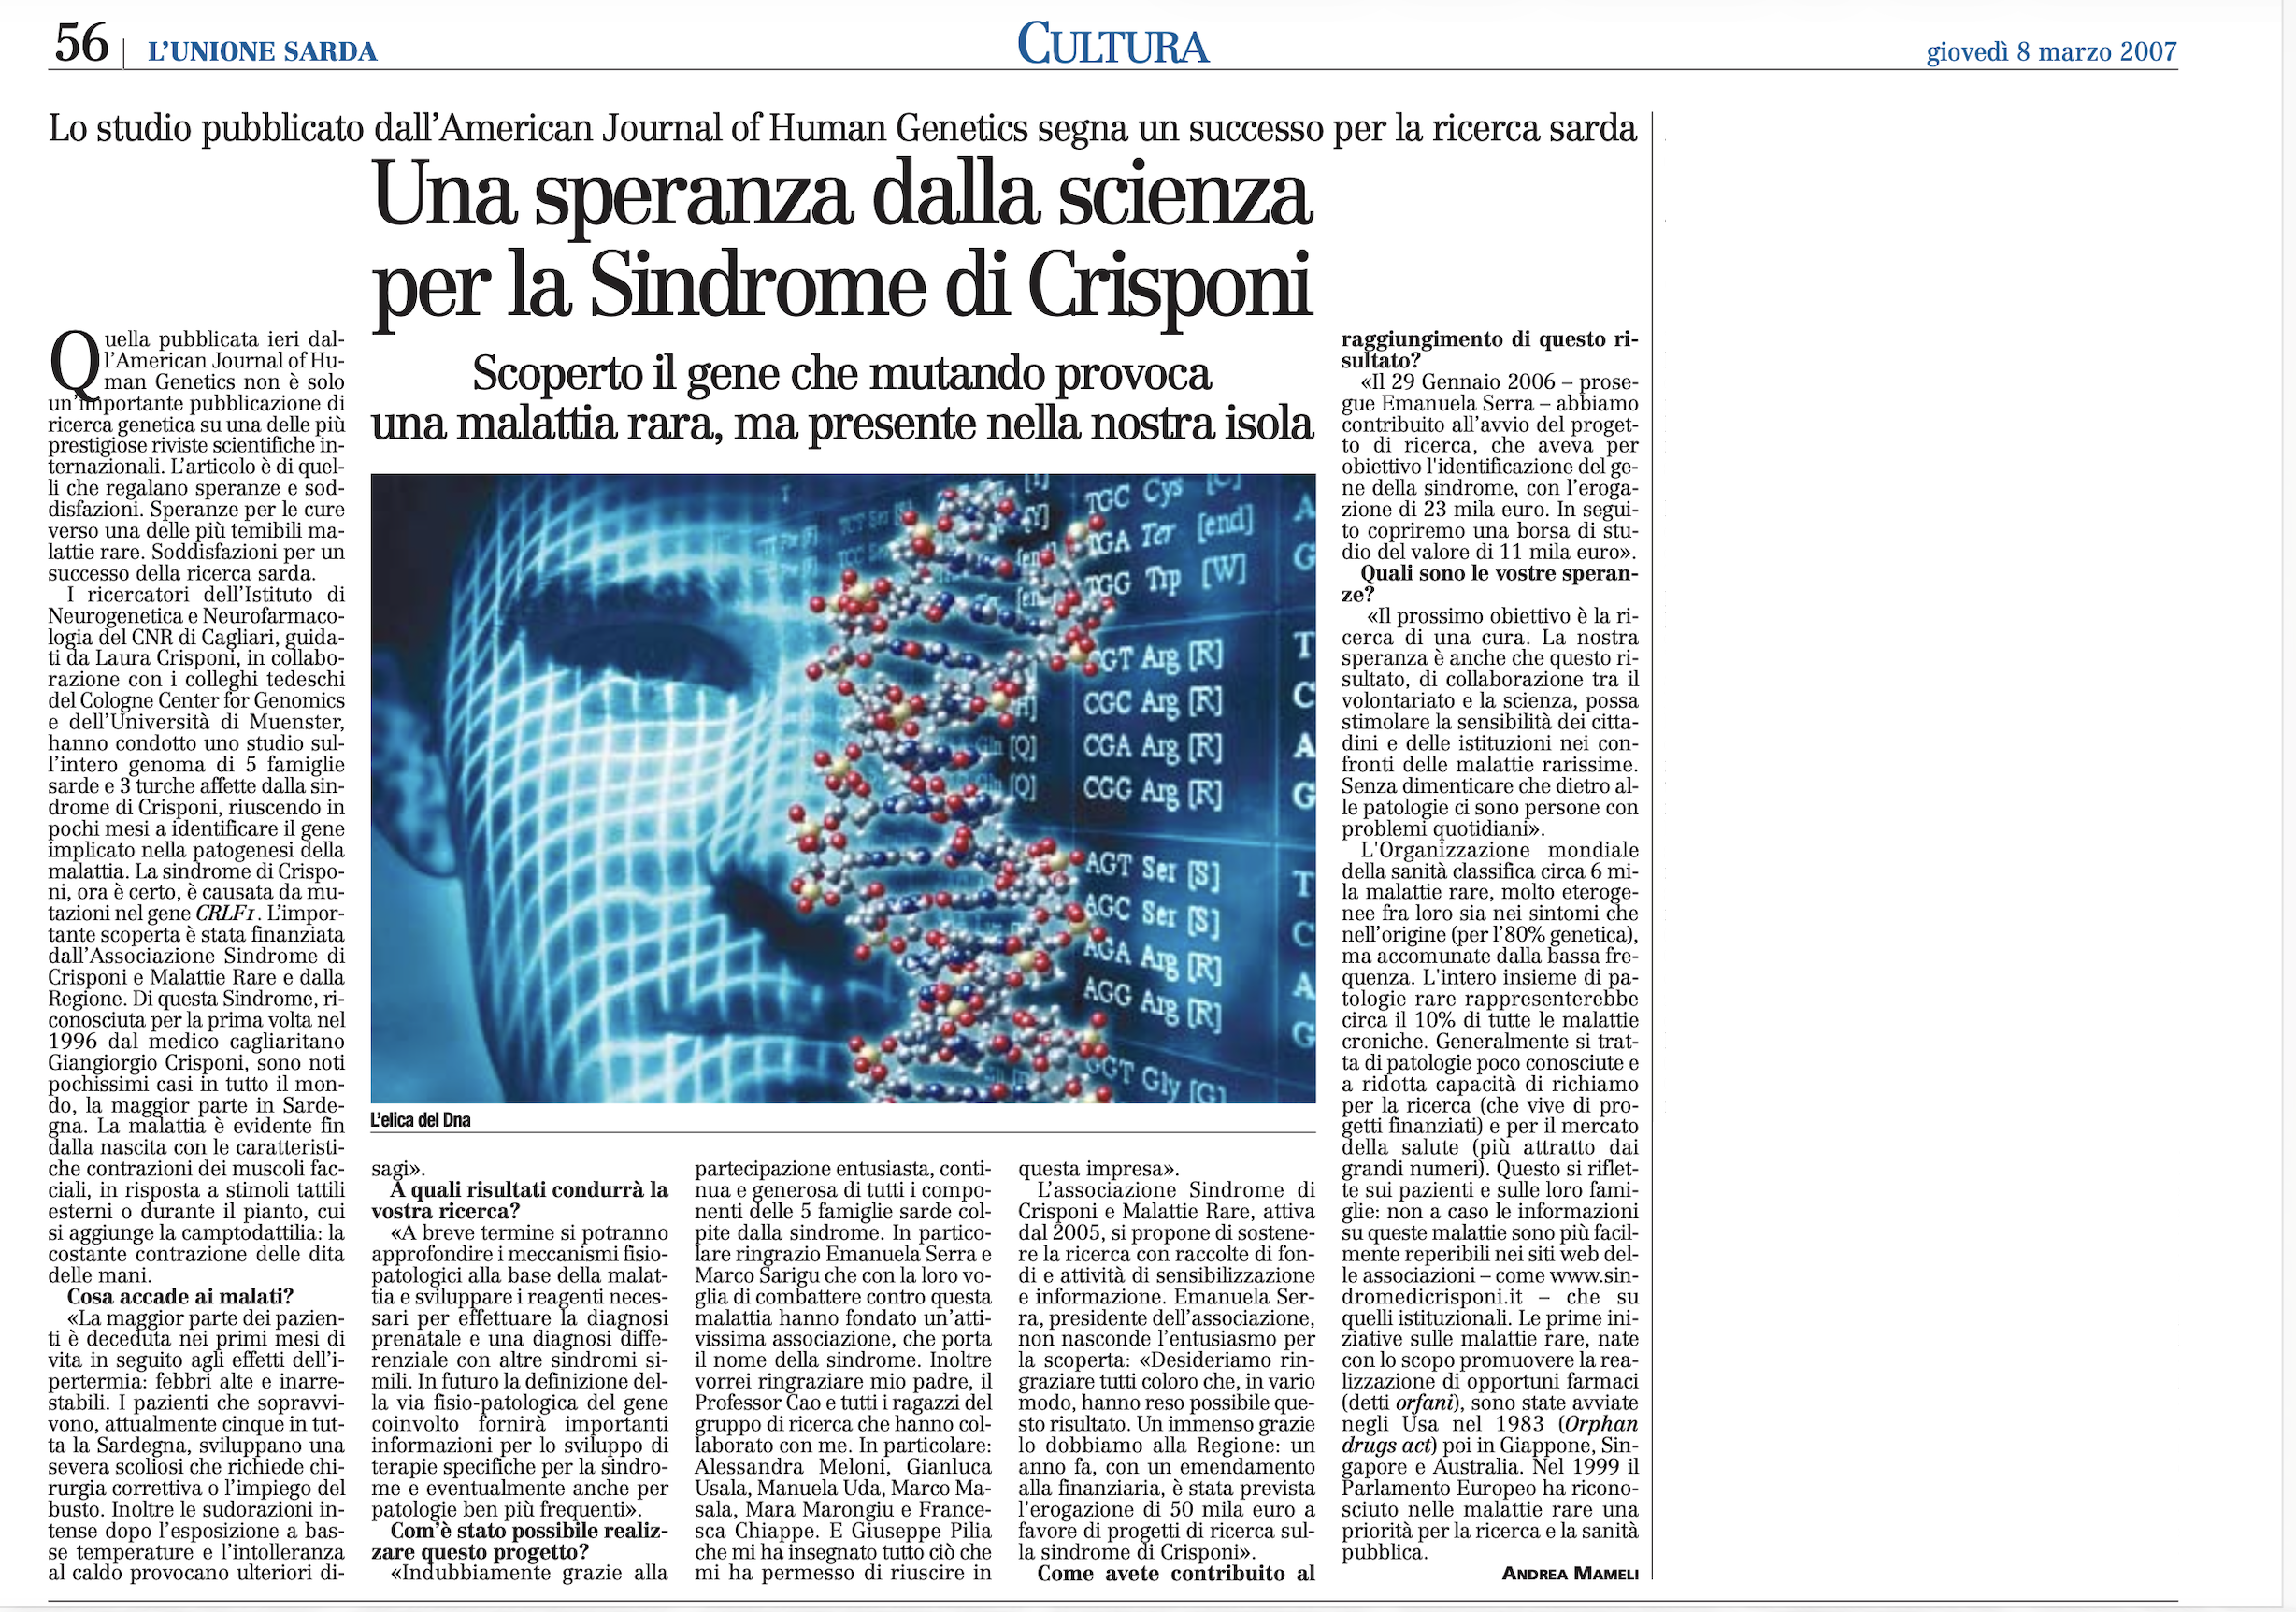 56 | L'UNIONE SARDA
CULTURA
giovedì 8 marzo 2007
Lo studio pubblicato dall'American Journal of Human Genetics segna un successo per la ricerca sarda
Una speranza dalla scienza
per la Sindrome di Crisponi
Scoperto il gene che mutando provoca
una malattia rara, ma presente nella nostra isola
Quella pubblicata ieri dal-
l'American Journal of Hu-
man Genetics non è solo
un'importante pubblicazione di
ricerca genetica su una delle più
prestigiose riviste scientifiche in-
ternazionali. L'articolo è di quel-
li che regalano speranze e sod-
disfazioni. Speranze per le cure
verso una delle più temibili ma-
lattie rare. Soddisfazioni per un
successo della ricerca sarda.
I ricercatori dell'Istituto di
Neurogenetica e Neurofarmaco-
logia del CNR di Cagliari, guida-
ti da Laura Crisponi, in collabo-
razione con i colleghi tedeschi
del Cologne Center for Genomics
e dell'Università di Muenster,
hanno condotto uno studio sul-
l'intero genoma di 5 famiglie
sarde e 3 turche affette dalla sin-
drome di Crisponi, riuscendo in
pochi mesi a identificare il gene
implicato nella patogenesi della
malattia. La sindrome di Crispo-
ni, ora è certo, è causata da mu-
tazioni nel gene CRLF1. L'impor-
tante scoperta è stata finanziata
dall'Associazione Sindrome di
Crisponi e Malattie Rare e dalla
Regione. Di questa Sindrome, ri-
conosciuta per la prima volta nel
1996 dal medico cagliaritano
Giangiorgio Crisponi, sono noti
pochissimi casi in tutto il mon-
do, la maggior parte in Sarde-
gna. La malattia è evidente fin
dalla nascita con le caratteristi-
che contrazioni dei muscoli fac-
ciali, in risposta a stimoli tattili
esterni o durante il pianto, cui
si aggiunge la camptodattilia: la
costante contrazione delle dita
delle mani.
Cosa accade ai malati?
«La maggior parte dei pazien-
ti è deceduta nei primi mesi di
vita in seguito agli effetti dell'i-
pertermia: febbri alte e inarre-
stabili. I pazienti che sopravvi-
vono, attualmente cinque in tut-
ta la Sardegna, sviluppano una
severa scoliosi che richiede chi-
rurgia correttiva o l'impiego del
busto. Inoltre le sudorazioni in-
tense dopo l'esposizione a bas-
se temperature e l'intolleranza
al caldo provocano ulteriori di-
TGC Cys [C]
TGA Ter [end]
TGG Trp [W]
CGT Arg [R]
CGC Arg [R]
CGA Arg [R]
CGG Arg [R]
AGT Ser [S]
AGC Ser [S]
AGA Arg [R]
AGG Arg [R]
GGT Gly [G]
L'elica del Dna
sagi».
A quali risultati condurrà la
vostra ricerca?
«A breve termine si potranno
approfondire i meccanismi fisio-
patologici alla base della malat-
tia e sviluppare i reagenti neces-
sari per effettuare la diagnosi
prenatale e una diagnosi diffe-
renziale con altre sindromi si-
mili. In futuro la definizione del-
la via fisio-patologica del gene
coinvolto fornirà importanti
informazioni per lo sviluppo di
terapie specifiche per la sindro-
me e eventualmente anche per
patologie ben più frequenti».
Com'è stato possibile realiz-
zare questo progetto?
«Indubbiamente grazie alla
partecipazione entusiasta, conti-
nua e generosa di tutti i compo-
nenti delle 5 famiglie sarde col-
pite dalla sindrome. In partico-
lare ringrazio Emanuela Serra e
Marco Sarigu che con la loro vo-
glia di combattere contro questa
malattia hanno fondato un'atti-
vissima associazione, che porta
il nome della sindrome. Inoltre
vorrei ringraziare mio padre, il
Professor Cao e tutti i ragazzi del
gruppo di ricerca che hanno col-
laborato con me. In particolare:
Alessandra Meloni, Gianluca
Usala, Manuela Uda, Marco Ma-
sala, Mara Marongiu e France-
sca Chiappe. E Giuseppe Pilia
che mi ha insegnato tutto ciò che
mi ha permesso di riuscire in
questa impresa».
L'associazione Sindrome di
Crisponi e Malattie Rare, attiva
dal 2005, si propone di sostene-
re la ricerca con raccolte di fon-
di e attività di sensibilizzazione
e informazione. Emanuela Ser-
ra, presidente dell'associazione,
non nasconde l'entusiasmo per
la scoperta: «Desideriamo rin-
graziare tutti coloro che, in vario
modo, hanno reso possibile que-
sto risultato. Un immenso grazie
lo dobbiamo alla Regione: un
anno fa, con un emendamento
alla finanziaria, è stata prevista
l'erogazione di 50 mila euro a
favore di progetti di ricerca sul-
la sindrome di Crisponi».
Come avete contribuito al
raggiungimento di questo ri-
sultato?
«Il 29 Gennaio 2006 – prose-
gue Emanuela Serra – abbiamo
contribuito all'avvio del proget-
to di ricerca, che aveva per
obiettivo l'identificazione del ge-
ne della sindrome, con l'eroga-
zione di 23 mila euro. In segui-
to copriremo una borsa di stu-
dio del valore di 11 mila euro».
Quali sono le vostre speran-
ze?
«Il prossimo obiettivo è la ri-
cerca di una cura. La nostra
speranza è anche che questo ri-
sultato, di collaborazione tra il
volontariato e la scienza, possa
stimolare la sensibilità dei citta-
dini e delle istituzioni nei con-
fronti delle malattie rarissime.
Senza dimenticare che dietro al-
le patologie ci sono persone con
problemi quotidiani».
L'Organizzazione mondiale
della sanità classifica circa 6 mi-
la malattie rare, molto eteroge-
nee fra loro sia nei sintomi che
nell'origine (per l'80% genetica),
ma accomunate dalla bassa fre-
quenza. L'intero insieme di pa-
tologie rare rappresenterebbe
circa il 10% di tutte le malattie
croniche. Generalmente si trat-
ta di patologie poco conosciute e
a ridotta capacità di richiamo
per la ricerca (che vive di pro-
getti finanziati) e per il mercato
della salute (più attratto dai
grandi numeri). Questo si riflet-
te sui pazienti e sulle loro fami-
glie: non a caso le informazioni
su queste malattie sono più facil-
mente reperibili nei siti web del-
le associazioni – come www.sin-
dromedicrisponi.it – che su
quelli istituzionali. Le prime ini-
ziative sulle malattie rare, nate
con lo scopo promuovere la rea-
lizzazione di opportuni farmaci
(detti orfani), sono state avviate
negli Usa nel 1983 (Orphan
drugs act) poi in Giappone, Sin-
gapore e Australia. Nel 1999 il
Parlamento Europeo ha ricono-
sciuto nelle malattie rare una
priorità per la ricerca e la sanità
pubblica.
ANDREA MAMELI